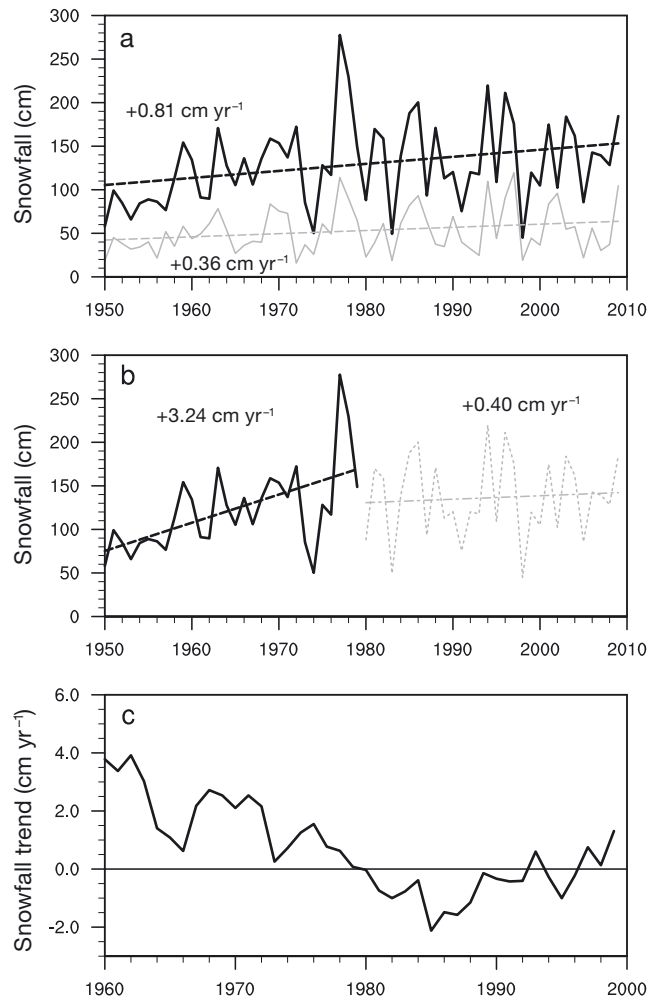 300
a
250
+0.81 cm yr⁻¹
200
150
100
50
+0.36 cm yr⁻¹
0
Snowfall (cm)
1950 1960 1970 1980 1990 2000 2010
300
b
+0.40 cm yr⁻¹
+3.24 cm yr⁻¹
250
200
150
100
50
0
Snowfall (cm)
1950 1960 1970 1980 1990 2000 2010
6.0
c
4.0
2.0
0.0
-2.0
Snowfall trend (cm yr⁻¹)
1960 1970 1980 1990 2000